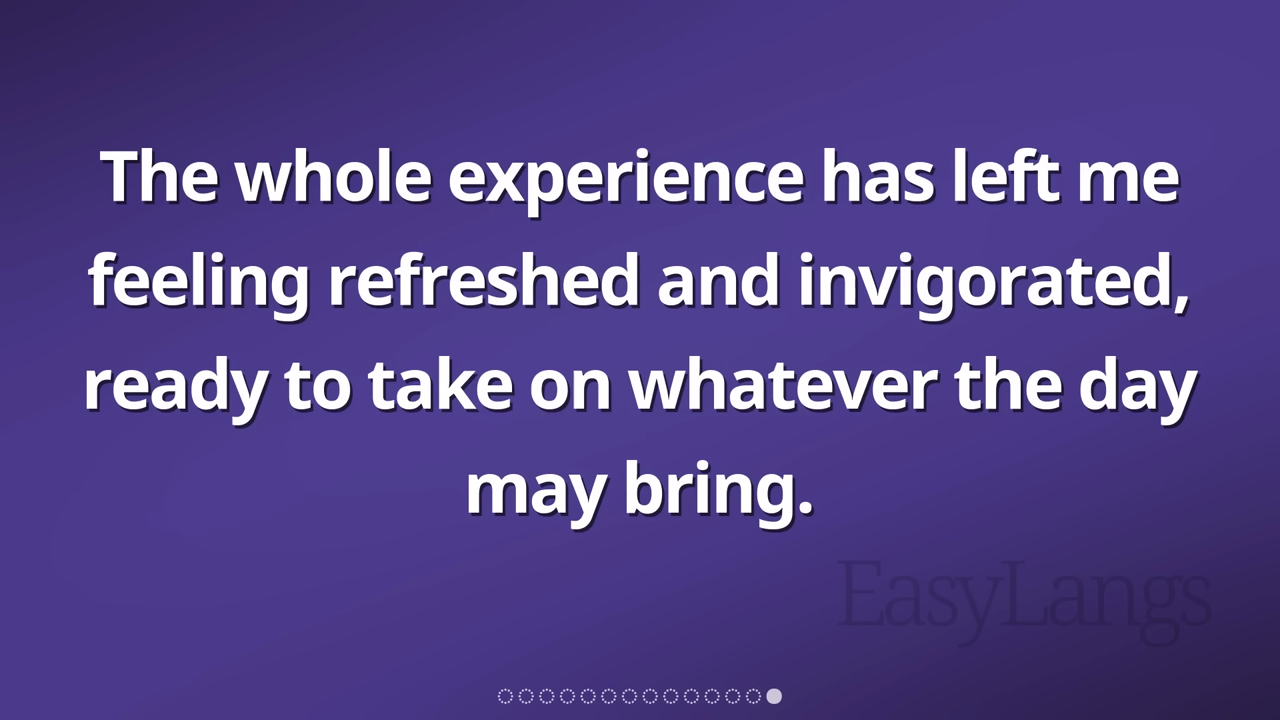 The whole experience has left me
feeling refreshed and invigorated,
ready to take on whatever the day
may bring.
EasyLangs